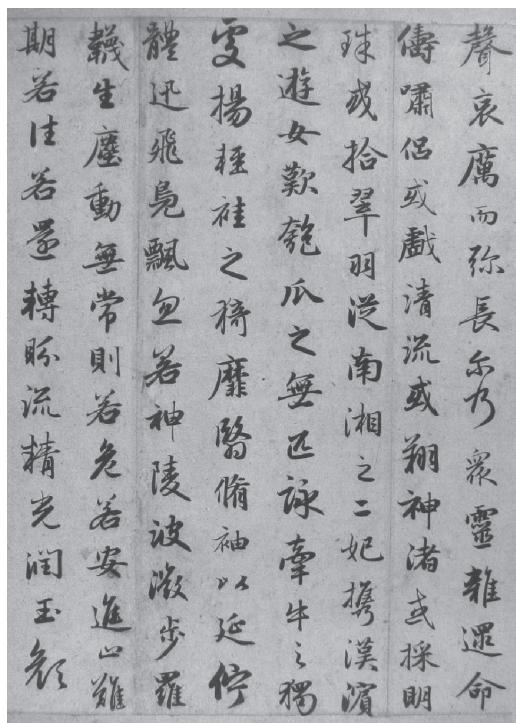 聲哀厲而弥長尓乃衆靈雜遝命
儔嘯侶或戲清流或翔神渚或採明
珠或拾翠羽從南湘之二妃攜漢濱
之遊女歎匏瓜之無匹詠牽牛之獨
處揚輕袿之猗靡翳脩袖以延佇
體迅飛鳧飄忽若神陵波微步羅
韈生塵動無常則若危若安進止難
期若往若還轉眄流精光潤玉顏